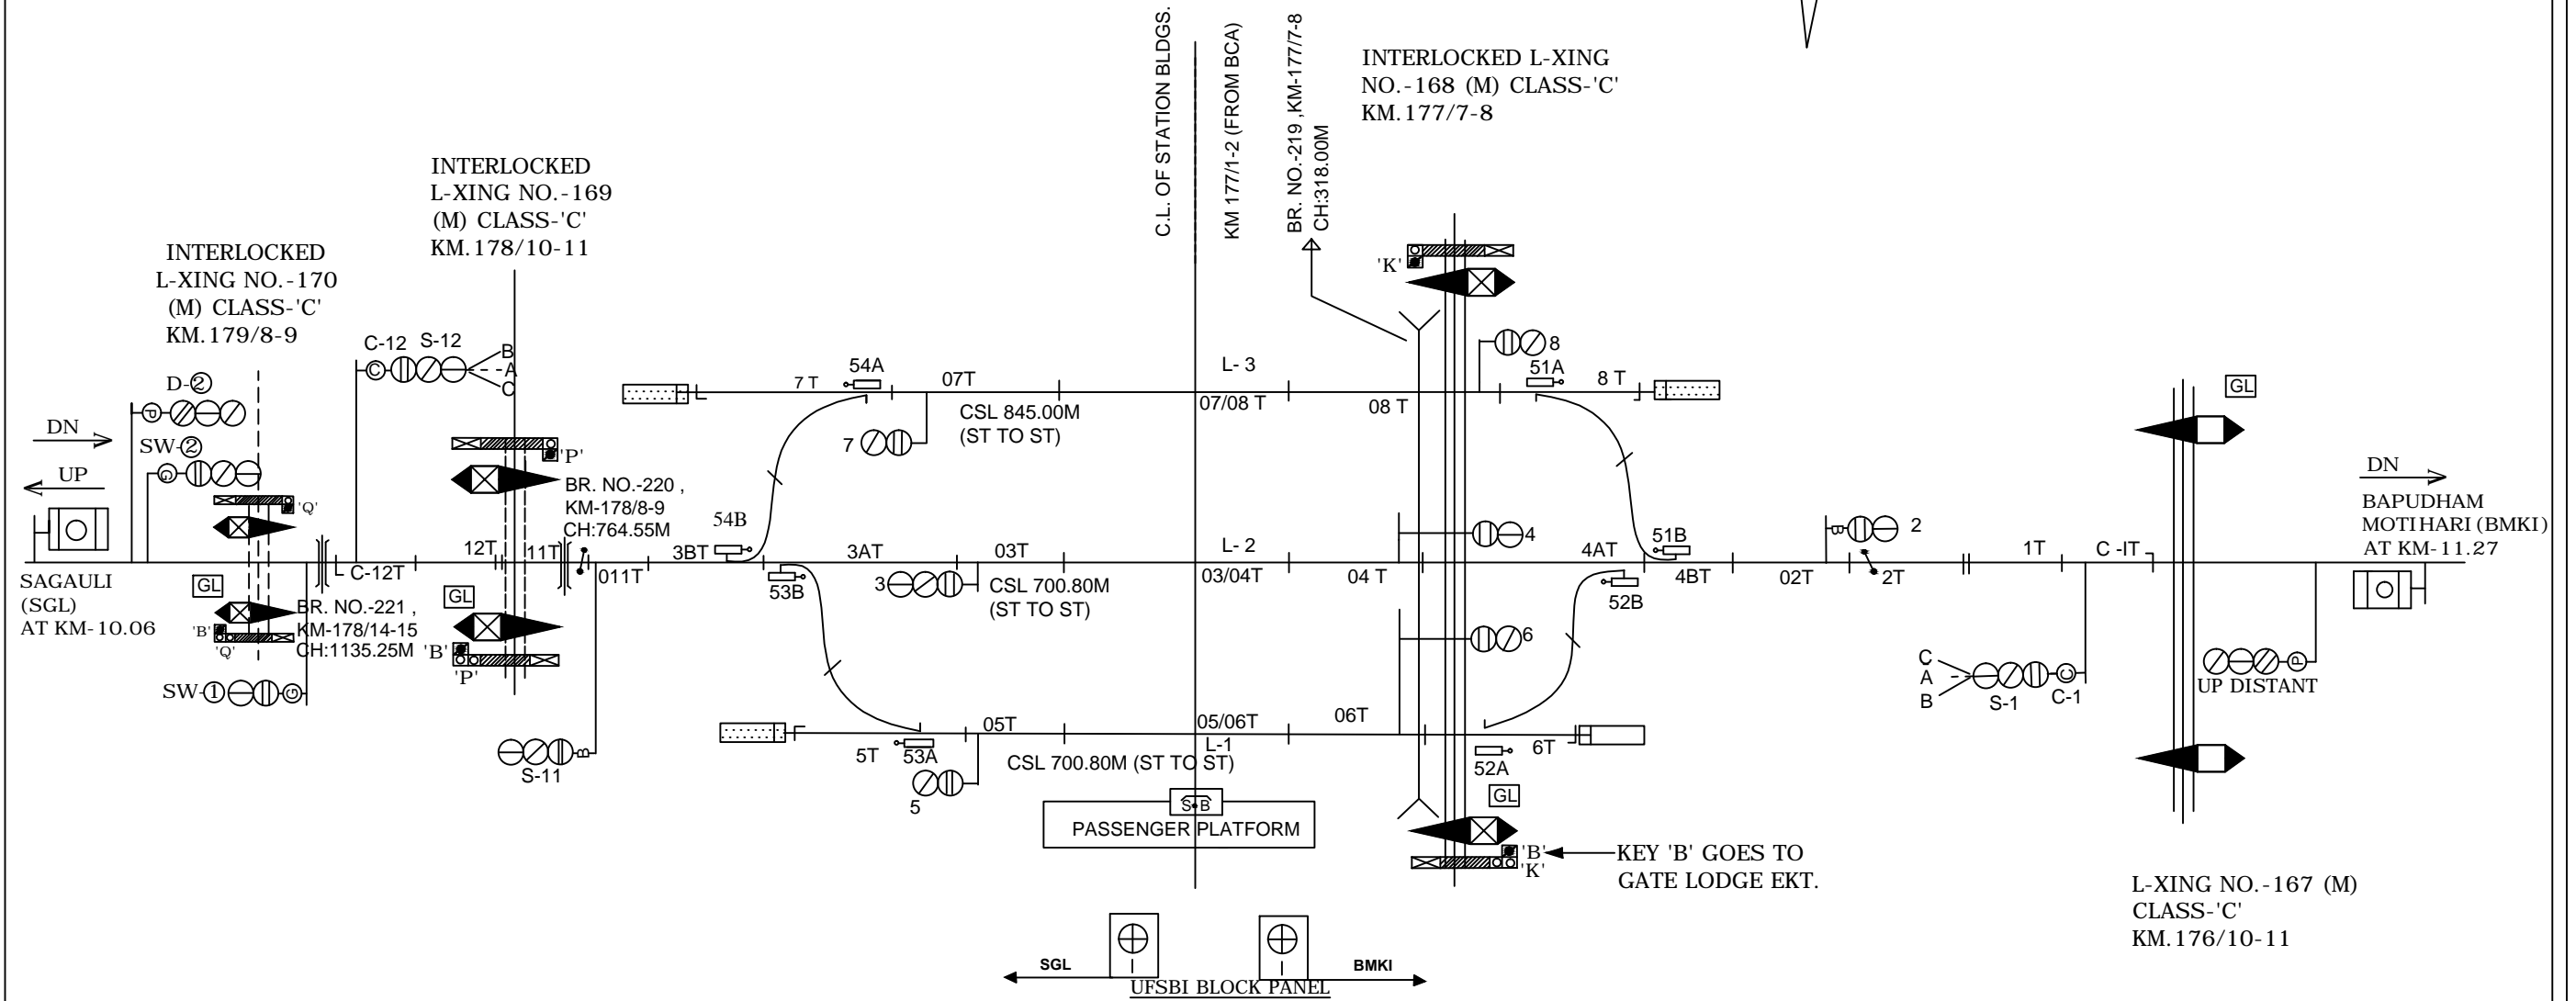 C.L. OF STATION BLDGS.
KM 177/1-2 (FROM BCA)
BR. NO.-219 ,KM-177/7-8
CH:318.00M
INTERLOCKED L-XING
NO.-168 (M) CLASS-'C'
KM.177/7-8
INTERLOCKED
L-XING NO.-169
(M) CLASS-'C'
KM.178/10-11
INTERLOCKED
L-XING NO.-170
(M) CLASS-'C'
KM.179/8-9
'K'
C-12 S-12
C
B
A
C
8
D-2
P
54A
7 T
07T
L- 3
51A
8 T
GL
CSL 845.00M
(ST TO ST)
07/08 T
08 T
DN
SW-2
G
7
'P'
UP
BR. NO.-220 ,
KM-178/8-9
CH:764.55M
DN
BAPUDHAM
MOTIHARI (BMKI)
AT KM-11.27
'Q'
54B
B
2
4
51B
12T
11T
3BT
3AT
03T
L- 2
4AT
1T
C -IT
SAGAULI
(SGL)
AT KM-10.06
C-12T
011T
03/04T
04 T
4BT
02T
2T
GL
GL
3
CSL 700.80M
(ST TO ST)
53B
52B
BR. NO.-221 ,
KM-178/14-15
CH:1135.25M
'B'
'Q'
'B'
'P'
6
C
A
B
S-1
C
C-1
P
UP DISTANT
SW-1
G
05T
05/06T
06T
L-1
S-11
B
5T
53A
CSL 700.80M (ST TO ST)
6T
52A
5
GL
S B
PASSENGER PLATFORM
'B'
'K'
KEY 'B' GOES TO
GATE LODGE EKT.
L-XING NO.-167 (M)
CLASS-'C'
KM.176/10-11
SGL
BMKI
UFSBI BLOCK PANEL